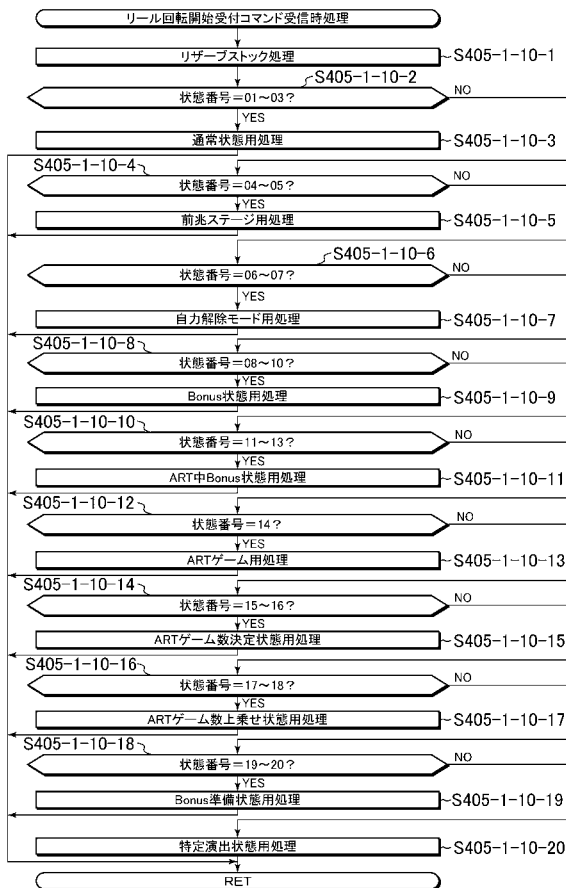 リール回転開始受付コマンド受信時処理
リザーブストック処理
S405-1-10-1
S405-1-10-2
状態番号=01～03?
NO
YES
通常状態用処理
S405-1-10-3
S405-1-10-4
状態番号=04～05?
NO
YES
前兆ステージ用処理
S405-1-10-5
S405-1-10-6
状態番号=06～07?
NO
YES
自力解除モード用処理
S405-1-10-7
S405-1-10-8
状態番号=08～10?
NO
YES
Bonus状態用処理
S405-1-10-9
S405-1-10-10
状態番号=11～13?
NO
YES
ART中Bonus状態用処理
S405-1-10-11
S405-1-10-12
状態番号=14?
NO
YES
ARTゲーム用処理
S405-1-10-13
S405-1-10-14
状態番号=15～16?
NO
YES
ARTゲーム数決定状態用処理
S405-1-10-15
S405-1-10-16
状態番号=17～18?
NO
YES
ARTゲーム数上乗せ状態用処理
S405-1-10-17
S405-1-10-18
状態番号=19～20?
NO
YES
Bonus準備状態用処理
S405-1-10-19
特定演出状態用処理
S405-1-10-20
RET